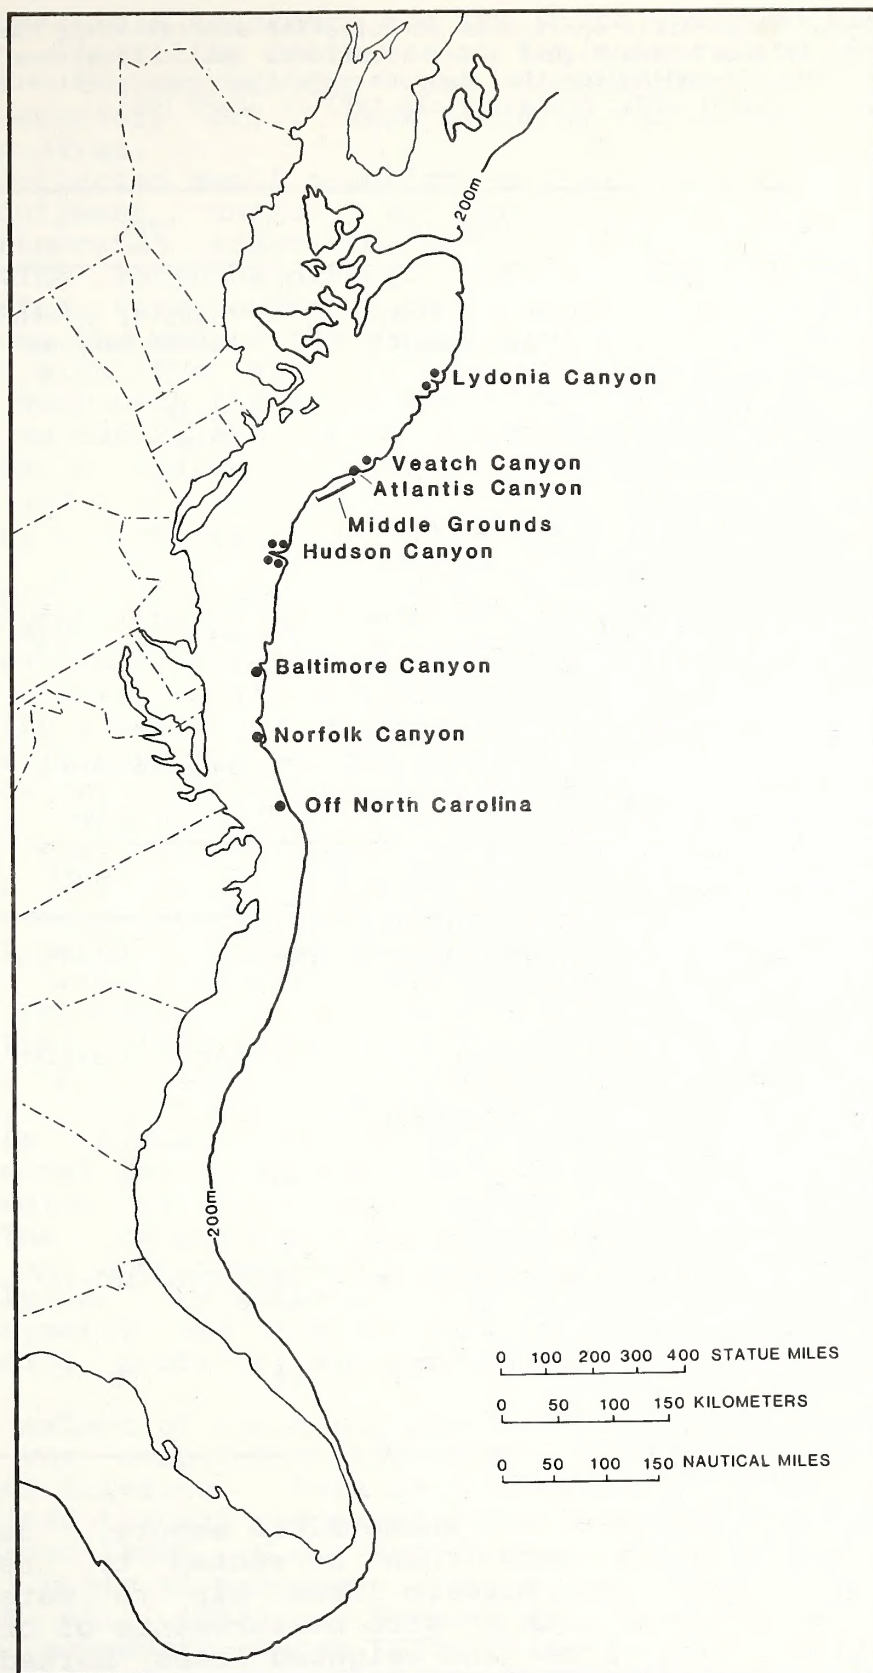 200m
Lydonia Canyon
Veatch Canyon
Atlantis Canyon
Middle Grounds
Hudson Canyon
Baltimore Canyon
Norfolk Canyon
Off North Carolina
200m
0 100 200 300 400 STATUE MILES
0 50 100 150 KILOMETERS
0 50 100 150 NAUTICAL MILES